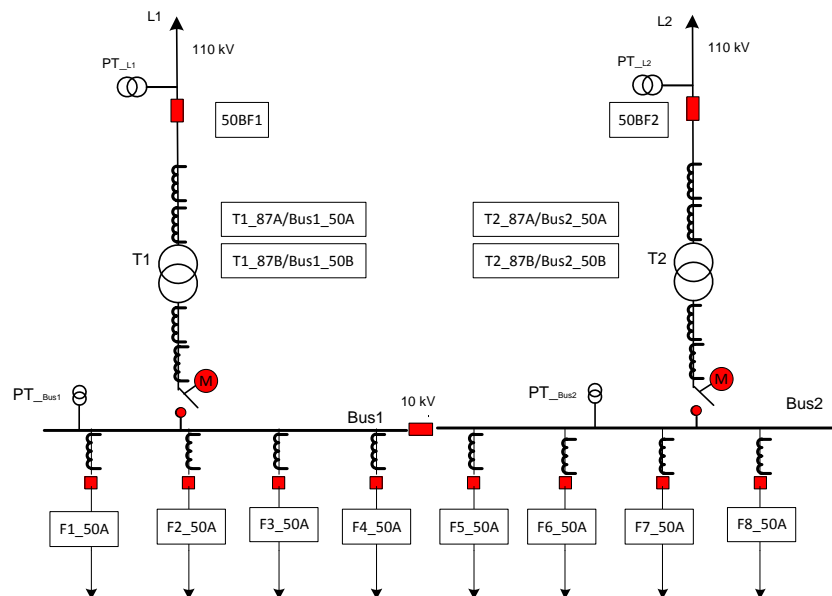 L1
L2
110 kV
110 kV
PT_L1
PT_L2
50BF1
50BF2
T1_87A/Bus1_50A
T2_87A/Bus2_50A
T1
T1_87B/Bus1_50B
T2_87B/Bus2_50B
T2
M
M
PT_Bus1
PT_Bus2
10 kV
Bus1
Bus2
F1_50A
F2_50A
F3_50A
F4_50A
F5_50A
F6_50A
F7_50A
F8_50A